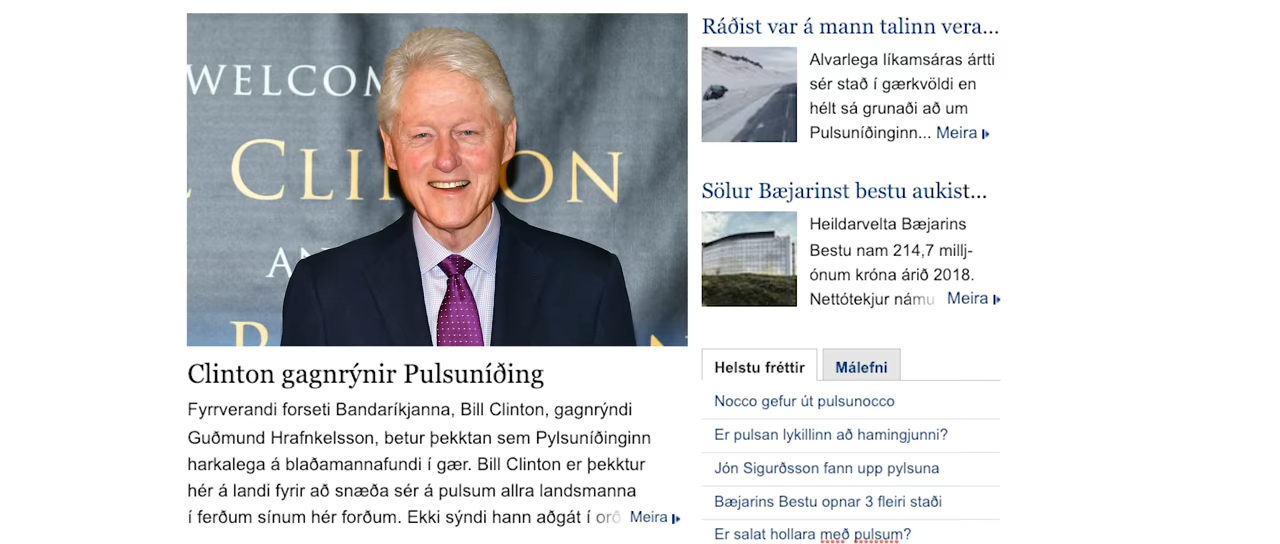 WELCOM
CLI ON
AN
Clinton gagnrýnir Pulsuníðing
Fyrrverandi forseti Bandaríkjanna, Bill Clinton, gagnrýndi
Guðmund Hrafnkelsson, betur þekktan sem Pylsuníðinginn
harkalega á blaðamannafundi í gær. Bill Clinton er þekktur
hér á landi fyrir að snæða sér á pulsum allra landsmanna
í ferðum sínum hér forðum. Ekki sýndi hann aðgát í orð Meira
Ráðist var á mann talinn vera...
Alvarlega líkamsáras ártti
sér stað í gærkvöldi en
hélt sá grunaði að um
Pulsuníðinginn... Meira
Sölur Bæjarinst bestu aukist...
Heildarvelta Bæjarins
Bestu nam 214,7 millj-
ónum króna árið 2018.
Nettótekjur námu Meira
Helstu fréttir Málefni
Nocco gefur út pulsunocco
Er pulsan lykillinn að hamingjunni?
Jón Sigurðsson fann upp pylsuna
Bæjarins Bestu opnar 3 fleiri staði
Er salat hollara með pulsum?